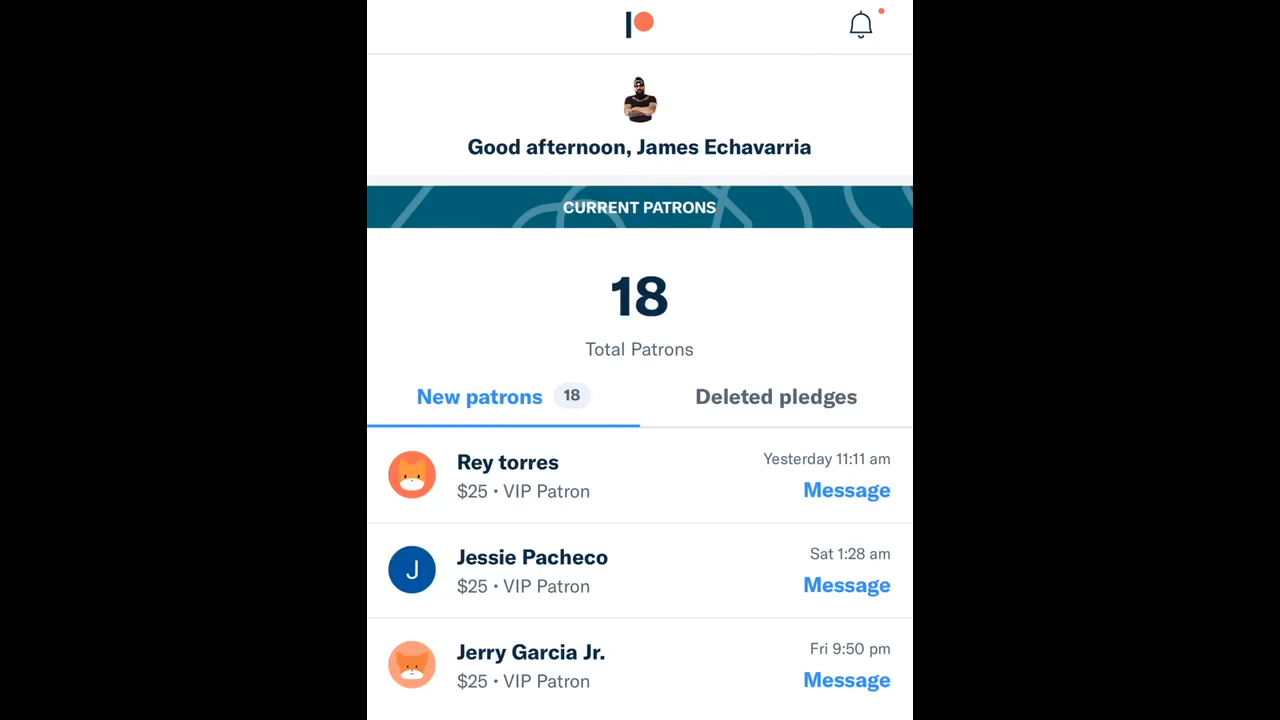 Good afternoon, James Echavarria
CURRENT PATRONS
18
Total Patrons
New patrons 18 Deleted pledges
Rey torres Yesterday 11:11 am
$25 • VIP Patron Message
J
Jessie Pacheco Sat 1:28 am
$25 • VIP Patron Message
Jerry Garcia Jr. Fri 9:50 pm
$25 • VIP Patron Message